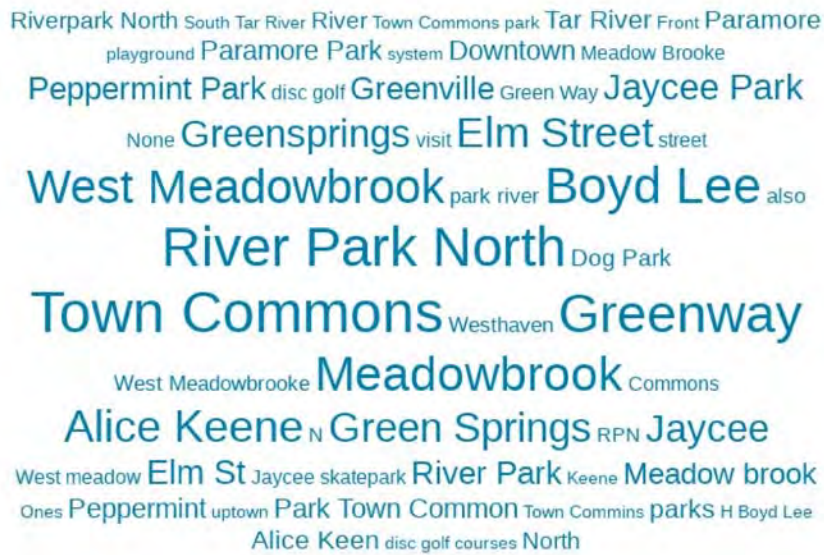 Riverpark North South Tar River River Town Commons park Tar River Front Paramore
playground Paramore Park system Downtown Meadow Brooke
Peppermint Park disc golf Greenville Green Way Jaycee Park
None Greensprings visit Elm Street street
West Meadowbrook park river Boyd Lee also
River Park North Dog Park
Town Commons Westhaven Greenway
West Meadowbrooke Meadowbrook Commons
Alice Keene N Green Springs RPN Jaycee
West meadow Elm St Jaycee skatepark River Park Keene Meadow brook
Ones Peppermint uptown Park Town Common Town Commins parks H Boyd Lee
Alice Keen disc golf courses North